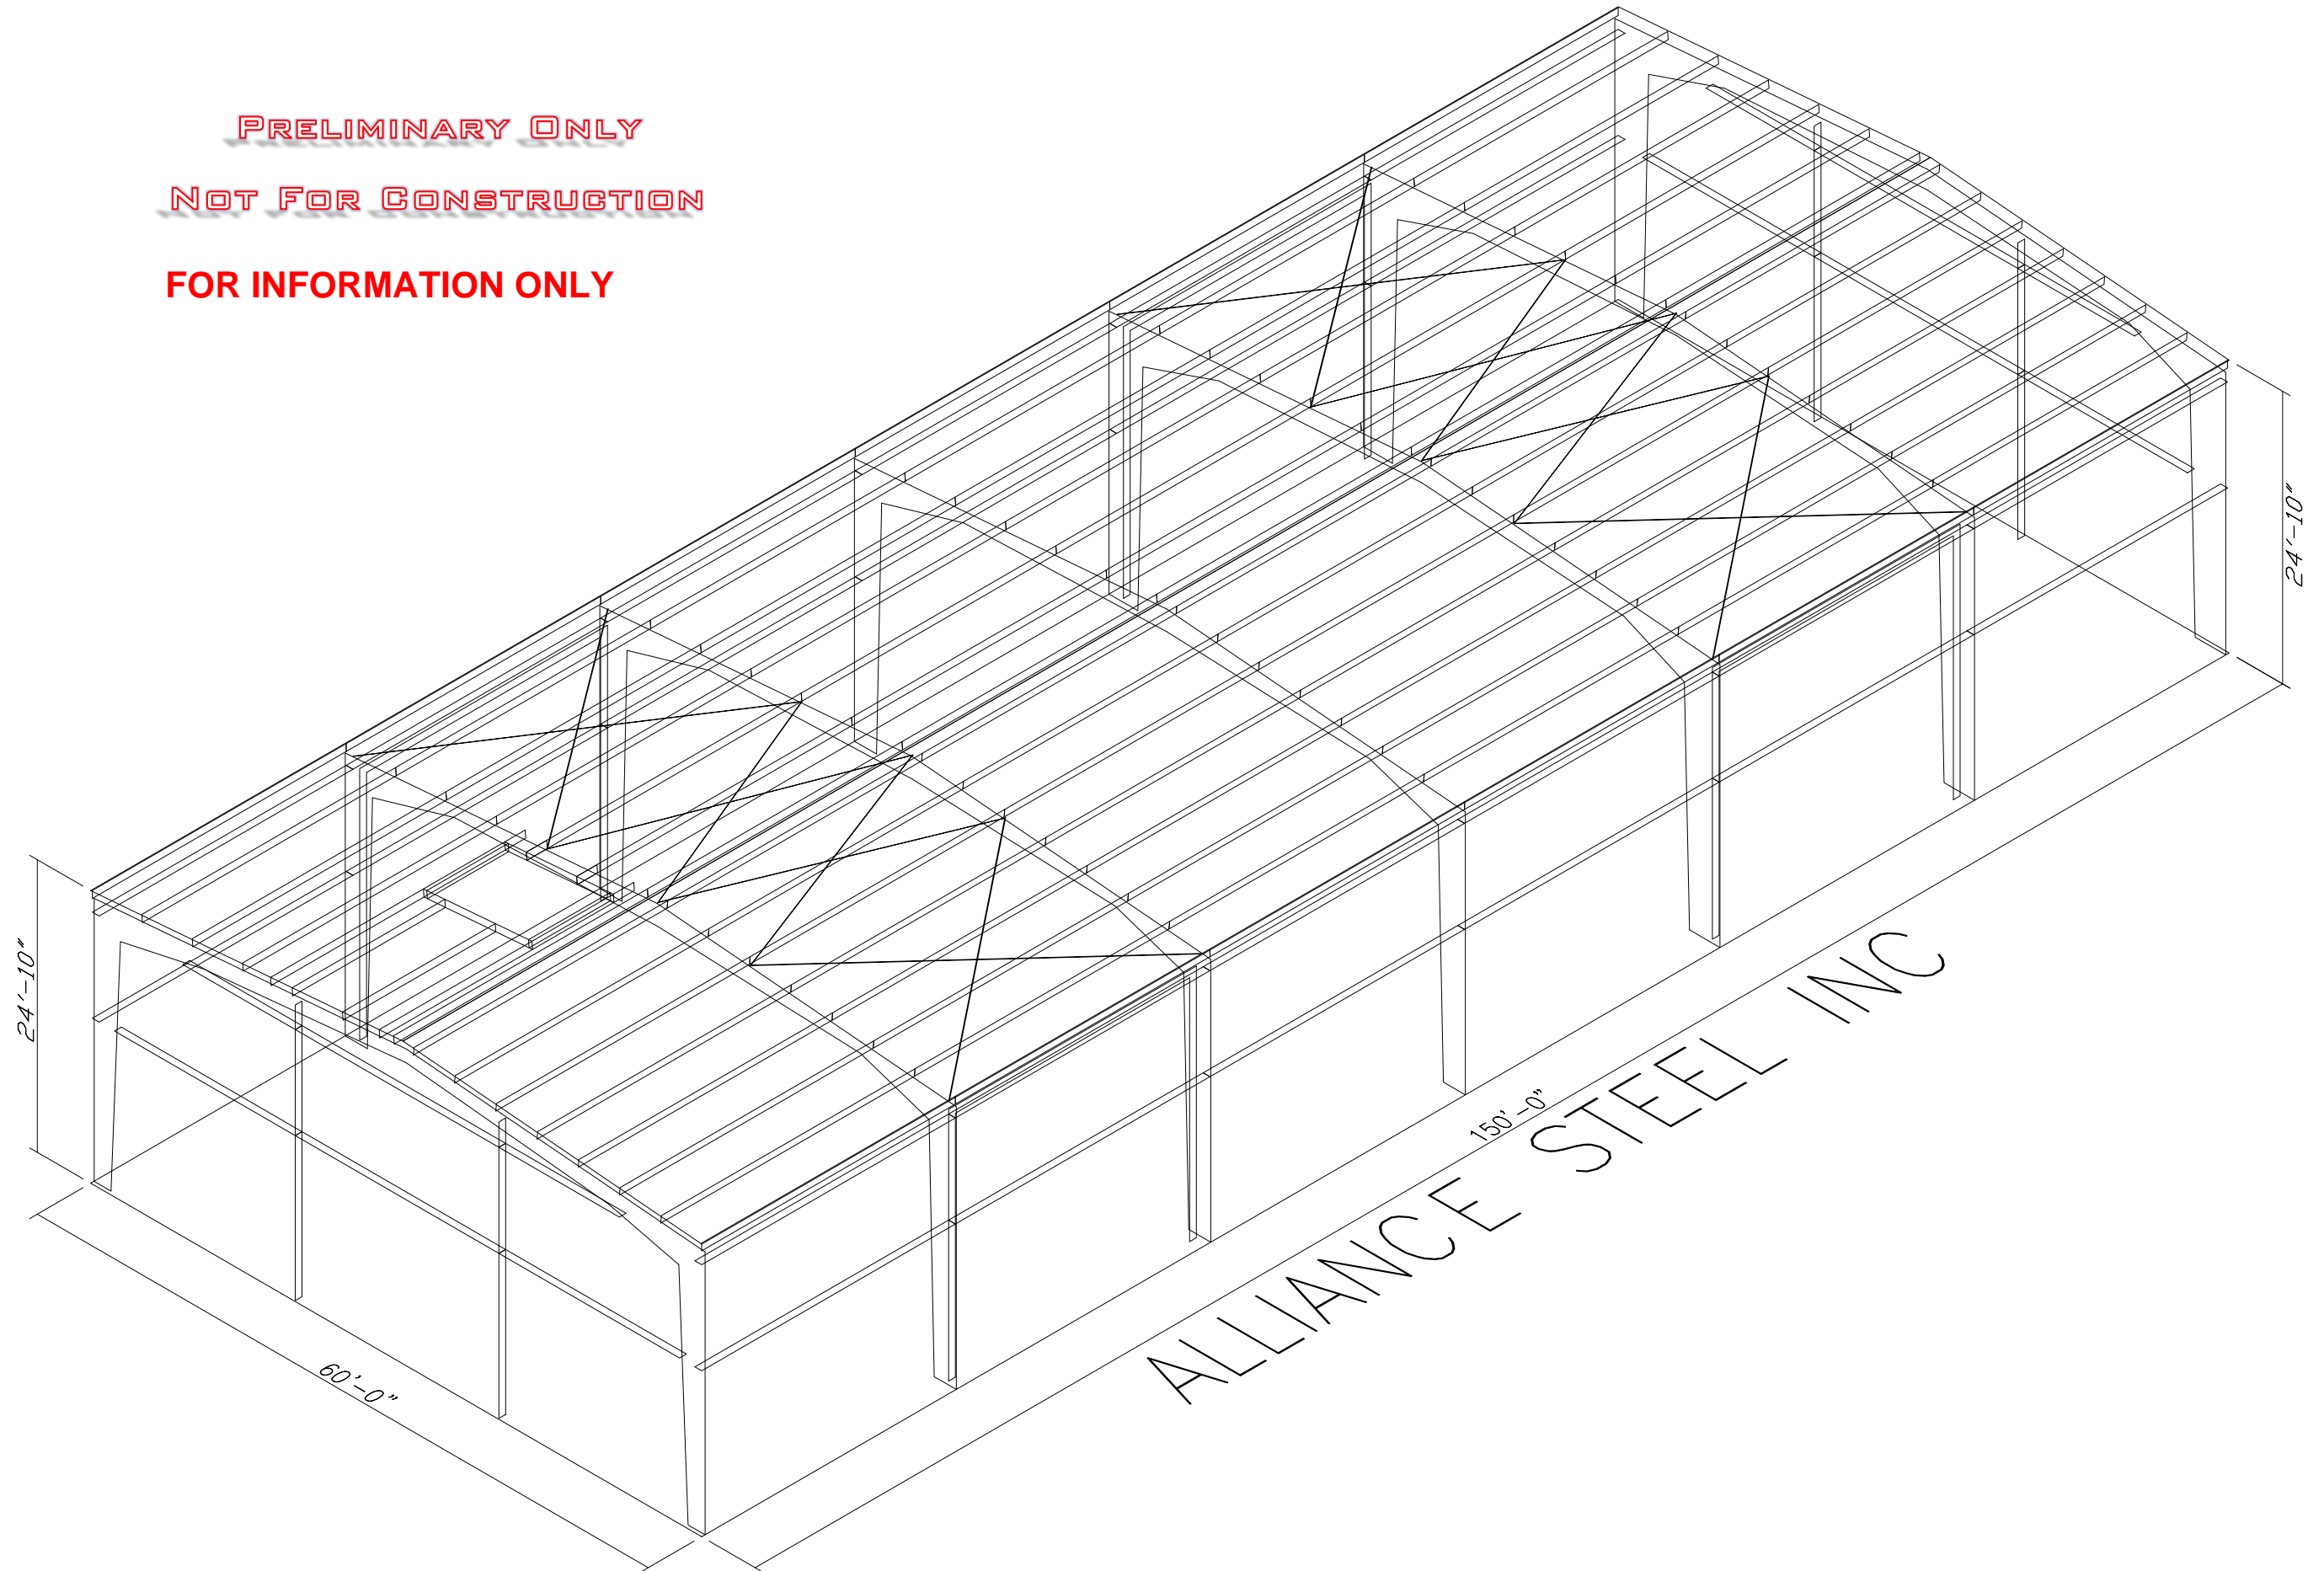 PRELIMINARY ONLY
NOT FOR CONSTRUCTION
FOR INFORMATION ONLY
24'-10"
24'-10"
60'-0"
150'-0"
ALLIANCE STEEL INC